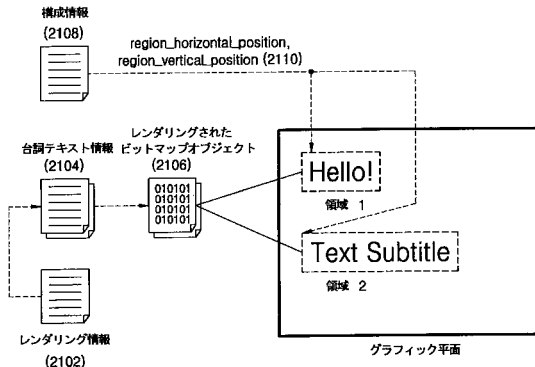 構成情報
(2108)
region_horizontal_position,
region_vertical_position (2110)
台詞テキスト情報
(2104)
レンダリングされた
ビットマップオブジェクト
(2106)
010101
010101
010101
010101
Hello!
領域 1
Text Subtitle
領域 2
レンダリング情報
(2102)
グラフィック平面